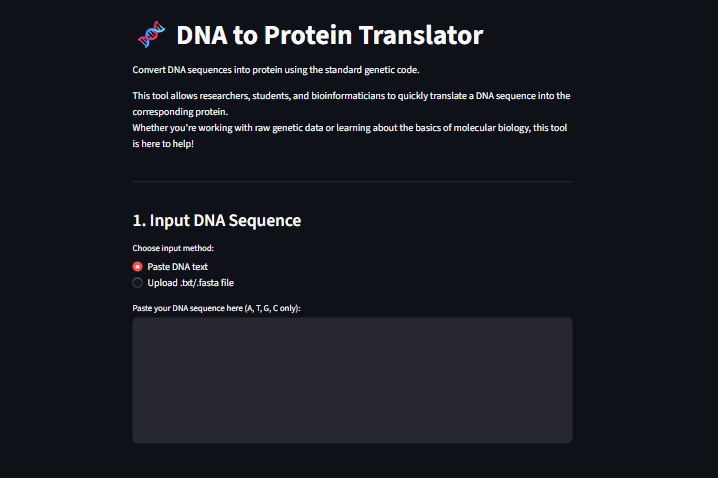 🧬 DNA to Protein Translator
Convert DNA sequences into protein using the standard genetic code.
This tool allows researchers, students, and bioinformaticians to quickly translate a DNA sequence into the
corresponding protein.
Whether you're working with raw genetic data or learning about the basics of molecular biology, this tool
is here to help!
1. Input DNA Sequence
Choose input method:
Paste DNA text
Upload .txt/.fasta file
Paste your DNA sequence here (A, T, G, C only):